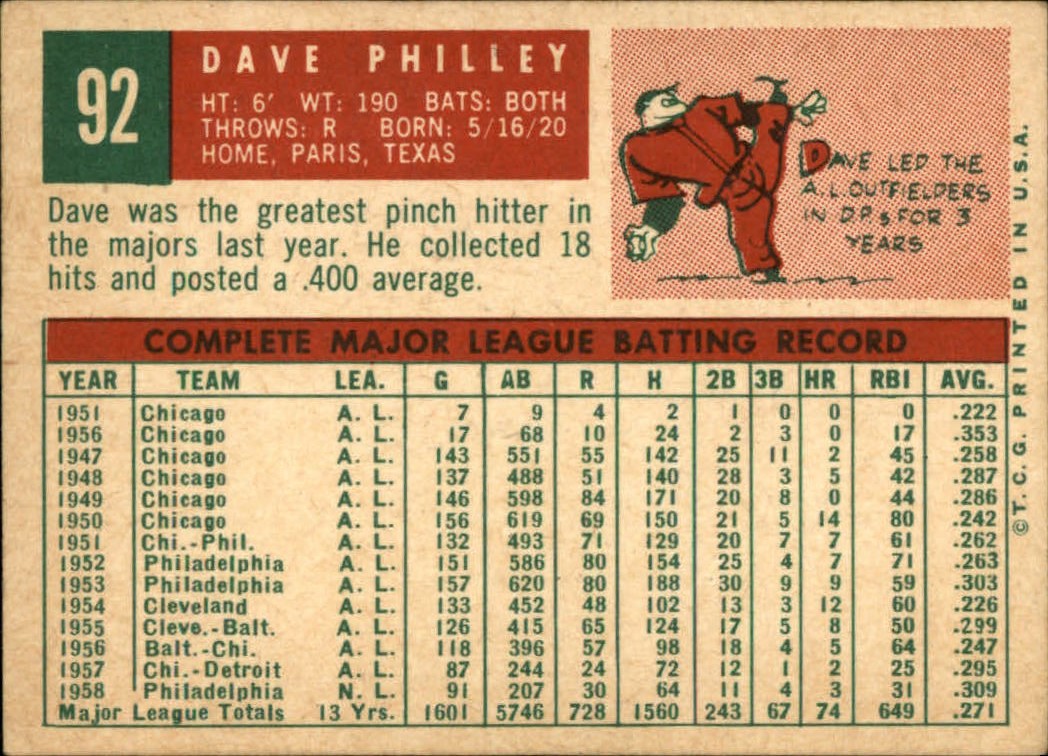 92
DAVE PHILLEY
HT: 6' WT: 190 BATS: BOTH
THROWS: R BORN: 5/16/20
HOME, PARIS, TEXAS
Dave was the greatest pinch hitter in
the majors last year. He collected 18
hits and posted a .400 average.
DAVE LED THE
A.L OUTFIELDERS
IN D.P.s FOR 3
YEARS
©T. C. G. PRINTED IN U.S.A.
COMPLETE MAJOR LEAGUE BATTING RECORD
YEAR TEAM LEA. G AB R H 2B 3B HR RBI AVG.
1951 Chicago A. L. 7 9 4 2 1 0 0 0 .222
1956 Chicago A. L. 17 68 10 24 2 3 0 17 .353
1947 Chicago A. L. 143 551 55 142 25 11 2 45 .258
1948 Chicago A. L. 137 488 51 140 28 3 5 42 .287
1949 Chicago A. L. 146 598 84 171 20 8 0 44 .286
1950 Chicago A. L. 156 619 69 150 21 5 14 80 .242
1951 Chi.-Phil. A. L. 132 493 71 129 20 7 7 61 .262
1952 Philadelphia A. L. 151 586 80 154 25 4 7 71 .263
1953 Philadelphia A. L. 157 620 80 188 30 9 9 59 .303
1954 Cleveland A. L. 133 452 48 102 13 3 12 60 .226
1955 Cleve.-Balt. A. L. 126 415 65 124 17 5 8 50 .299
1956 Balt.-Chi. A. L. 118 396 57 98 18 4 5 64 .247
1957 Chi.-Detroit A. L. 87 244 24 72 12 1 2 25 .295
1958 Philadelphia N. L. 91 207 30 64 11 4 3 31 .309
Major League Totals 13 Yrs. 1601 5746 728 1560 243 67 74 649 .271